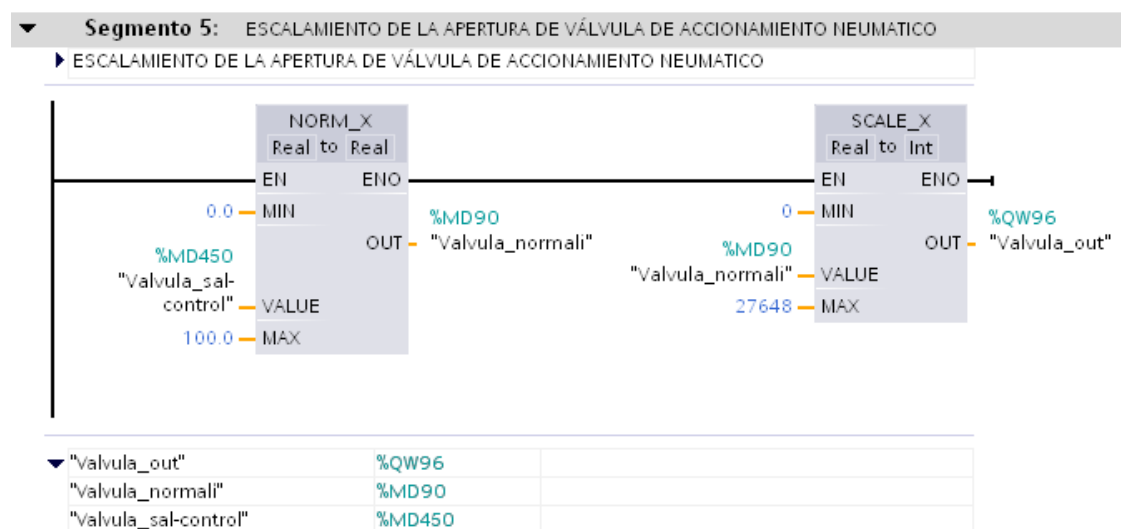 Segmento 5: ESCALAMIENTO DE LA APERTURA DE VÁLVULA DE ACCIONAMIENTO NEUMATICO
ESCALAMIENTO DE LA APERTURA DE VÁLVULA DE ACCIONAMIENTO NEUMATICO
NORM_X
Real to Real
EN ENO
0.0 MIN
%MD450
"Valvula_sal-
control" VALUE
100.0 MAX
OUT
%MD90
"Valvula_normali"
SCALE_X
Real to Int
EN ENO
0 MIN
%MD90
"Valvula_normali" VALUE
27648 MAX
OUT
%QW96
"Valvula_out"
"Valvula_out" %QW96
"Valvula_normali" %MD90
"Valvula_sal-control" %MD450